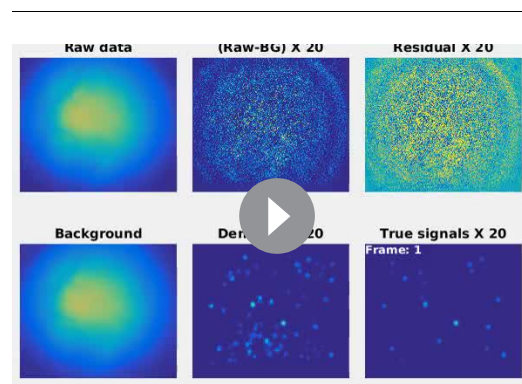 Raw data
(Raw-BG) X 20
Residual X 20
Background
20
True signals X 20
Frame: 1